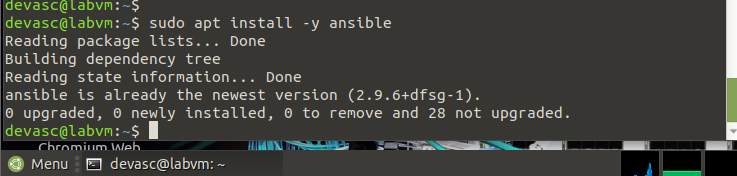 devasc@labvm:~$
devasc@labvm:~$ sudo apt install -y ansible
Reading package lists... Done
Building dependency tree
Reading state information... Done
ansible is already the newest version (2.9.6+dfsg-1).
0 upgraded, 0 newly installed, 0 to remove and 28 not upgraded.
devasc@labvm:~$
Chromium Web
Menu
devasc@labvm: ~